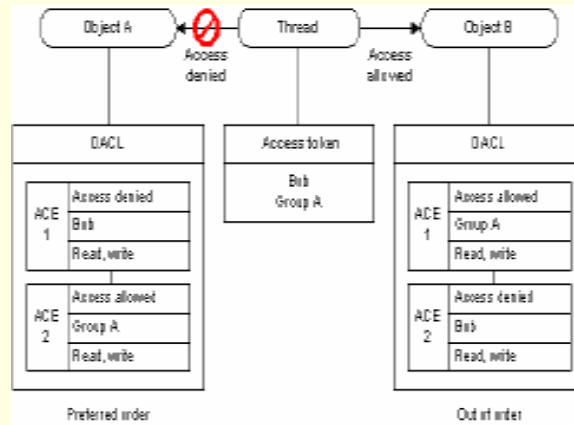 Object A
Thread
Object B
Access denied
Access allowed
DACL
Access token
DACL
Bob
Group A
ACE 1
Access denied
Bob
Read, write
ACE 2
Access allowed
Group A
Read, write
ACE 1
Access allowed
Group A
Read, write
ACE 2
Access denied
Bob
Read, write
Preferred order
Out of order